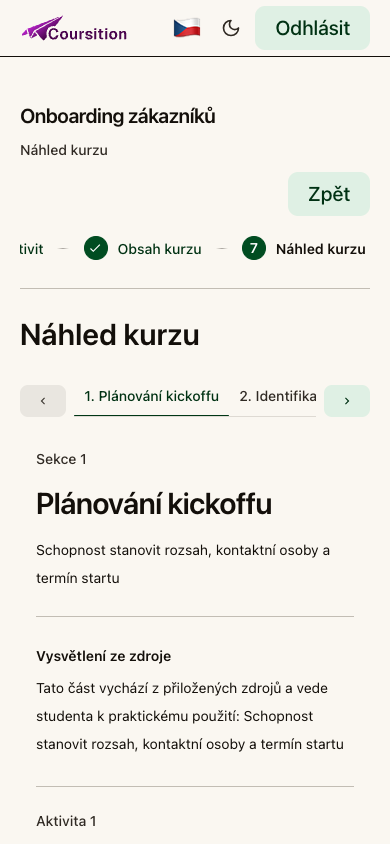 Coursition
Odhlásit
Onboarding zákazníků
Náhled kurzu
Zpět
tivit
Obsah kurzu
7 Náhled kurzu
Náhled kurzu
1. Plánování kickoffu
2. Identifika
Sekce 1
Plánování kickoffu
Schopnost stanovit rozsah, kontaktní osoby a
termín startu
Vysvětlení ze zdroje
Tato část vychází z přiložených zdrojů a vede
studenta k praktickému použití: Schopnost
stanovit rozsah, kontaktní osoby a termín startu
Aktivita 1